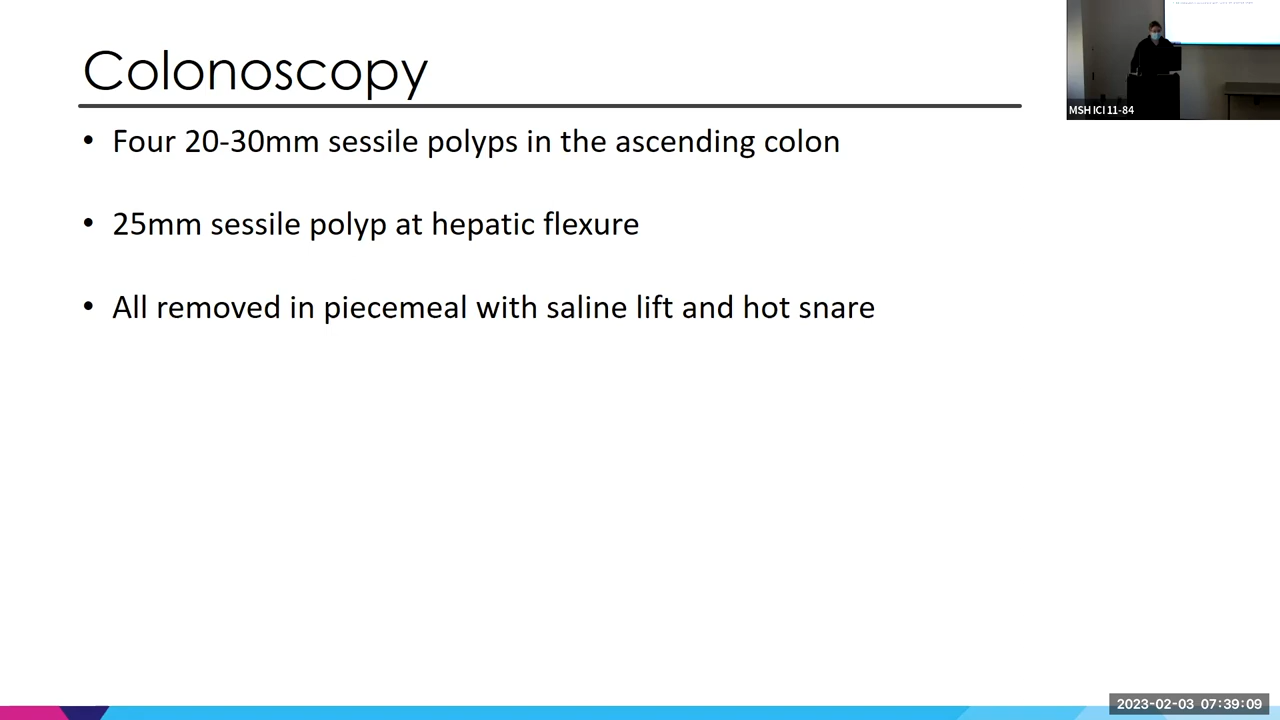 Colonoscopy
• Four 20-30mm sessile polyps in the ascending colon
• 25mm sessile polyp at hepatic flexure
• All removed in piecemeal with saline lift and hot snare
MSH ICI 11-84
2023-02-03 07:39:09